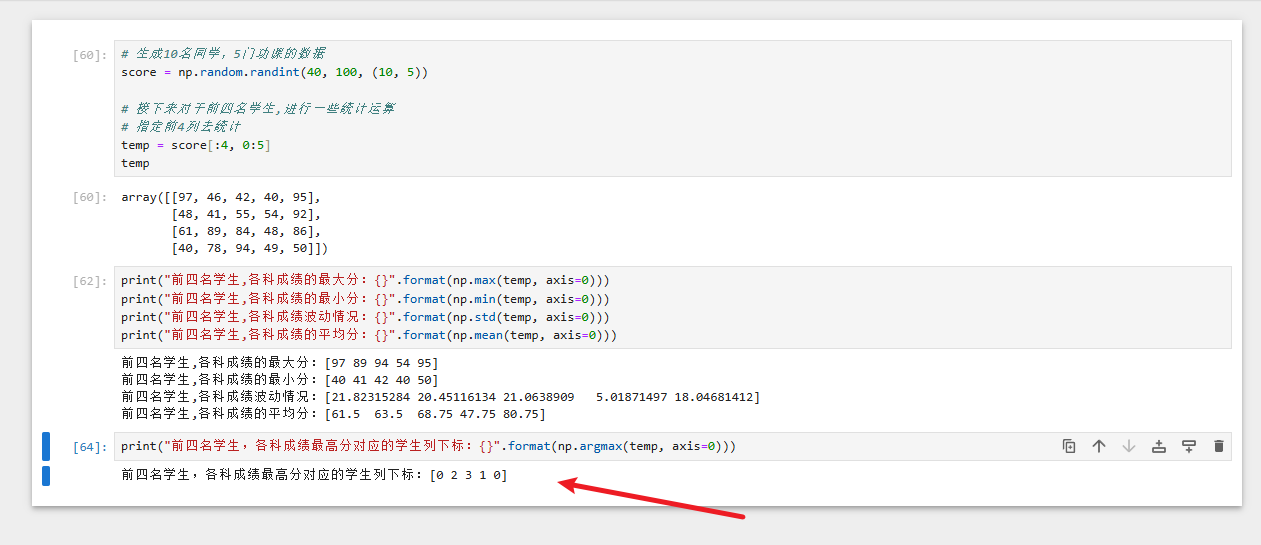 [60]:
# 生成10名同学，5门功课的数据
score = np.random.randint(40, 100, (10, 5))
# 接下来对于前四名学生,进行一些统计运算
# 指定前4列去统计
temp = score[:4, 0:5]
temp
[60]:
array([[97, 46, 42, 40, 95],
[48, 41, 55, 54, 92],
[61, 89, 84, 48, 86],
[40, 78, 94, 49, 50]])
[62]:
print("前四名学生,各科成绩的最大分：{}".format(np.max(temp, axis=0)))
print("前四名学生,各科成绩的最小分：{}".format(np.min(temp, axis=0)))
print("前四名学生,各科成绩波动情况：{}".format(np.std(temp, axis=0)))
print("前四名学生,各科成绩的平均分：{}".format(np.mean(temp, axis=0)))
前四名学生,各科成绩的最大分：[97 89 94 54 95]
前四名学生,各科成绩的最小分：[40 41 42 40 50]
前四名学生,各科成绩波动情况：[21.82315284 20.45116134 21.0638909   5.01871497 18.04681412]
前四名学生,各科成绩的平均分：[61.5  63.5  68.75 47.75 80.75]
[64]:
print("前四名学生，各科成绩最高分对应的学生列下标：{}".format(np.argmax(temp, axis=0)))
前四名学生，各科成绩最高分对应的学生列下标：[0 2 3 1 0]